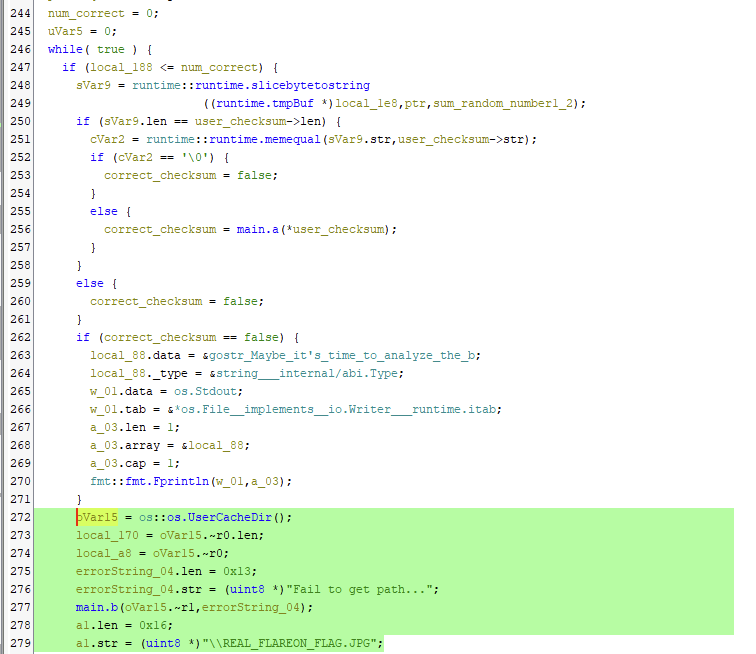 244 num_correct = 0;
245 uVar5 = 0;
246 while( true ) {
247 if (local_188 <= num_correct) {
248 sVar9 = runtime::runtime.slicebytetostring
249 ((runtime.tmpBuf *)local_1e8,ptr,sum_random_number1_2);
250 if (sVar9.len == user_checksum->len) {
251 cVar2 = runtime::runtime.memequal(sVar9.str,user_checksum->str);
252 if (cVar2 == '\0') {
253 correct_checksum = false;
254 }
255 else {
256 correct_checksum = main.a(*user_checksum);
257 }
258 }
259 else {
260 correct_checksum = false;
261 }
262 if (correct_checksum == false) {
263 local_88.data = &gostr_Maybe_it's_time_to_analyze_the_b;
264 local_88._type = &string___internal/abi.Type;
265 w_01.data = os.Stdout;
266 w_01.tab = &*os.File__implements__io.Writer___runtime.itab;
267 a_03.len = 1;
268 a_03.array = &local_88;
269 a_03.cap = 1;
270 fmt::fmt.Fprintln(w_01,a_03);
271 }
272 oVar15 = os::os.UserCacheDir();
273 local_170 = oVar15.~r0.len;
274 local_a8 = oVar15.~r0;
275 errorString_04.len = 0x13;
276 errorString_04.str = (uint8 *)"Fail to get path...";
277 main.b(oVar15.~r1,errorString_04);
278 a1.len = 0x16;
279 a1.str = (uint8 *)"\\REAL_FLAREON_FLAG.JPG";